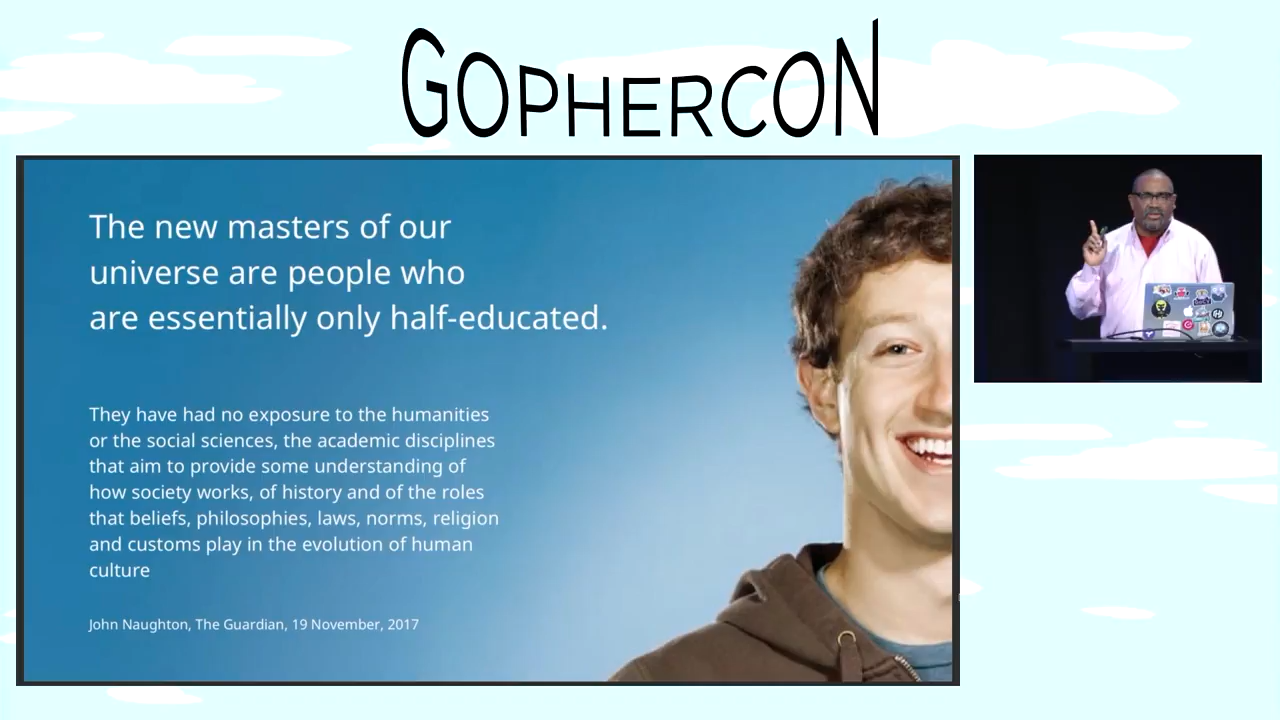 GOPHERCON
The new masters of our
universe are people who
are essentially only half-educated.
They have had no exposure to the humanities
or the social sciences, the academic disciplines
that aim to provide some understanding of
how society works, of history and of the roles
that beliefs, philosophies, laws, norms, religion
and customs play in the evolution of human
culture
John Naughton, The Guardian, 19 November, 2017